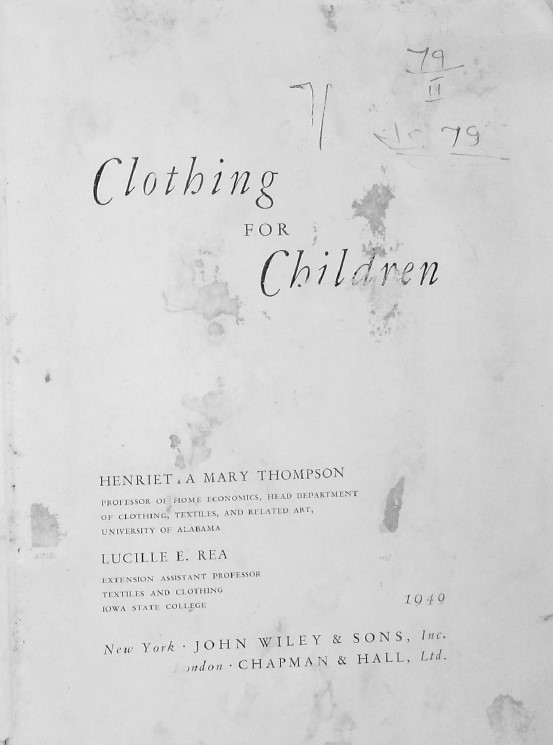 79
II
79
Clothing
FOR
Children
HENRIET A MARY THOMPSON
PROFESSOR OF HOME ECONOMICS, HEAD DEPARTMENT
OF CLOTHING, TEXTILES, AND RELATED ART,
UNIVERSITY OF ALABAMA
LUCILLE E. REA
EXTENSION ASSISTANT PROFESSOR
TEXTILES AND CLOTHING
IOWA STATE COLLEGE
1949
New York · JOHN WILEY & SONS, Inc.
ondon · CHAPMAN & HALL, Ltd.